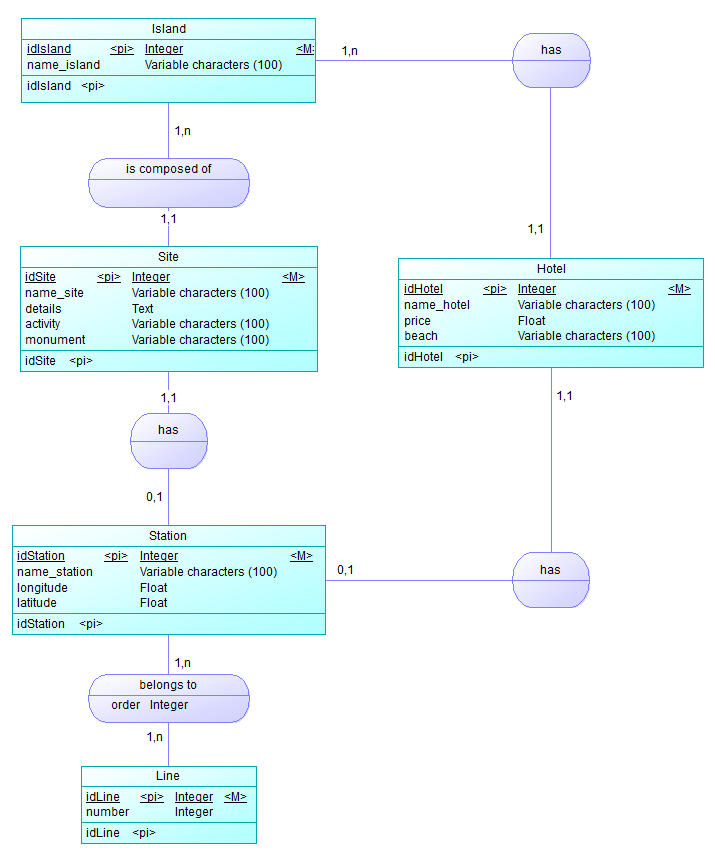 Island
idIsland <pi> Integer <M>
name_island Variable characters (100)
idIsland <pi>
1,n
has
1,n
is composed of
1,1
1,1
Site
idSite <pi> Integer <M>
name_site Variable characters (100)
details Text
activity Variable characters (100)
monument Variable characters (100)
idSite <pi>
Hotel
idHotel <pi> Integer <M>
name_hotel Variable characters (100)
price Float
beach Variable characters (100)
idHotel <pi>
1,1
1,1
has
0,1
Station
idStation <pi> Integer <M>
name_station Variable characters (100)
longitude Float
latitude Float
idStation <pi>
0,1
has
1,n
belongs to
order Integer
1,n
Line
idLine <pi> Integer <M>
number Integer
idLine <pi>